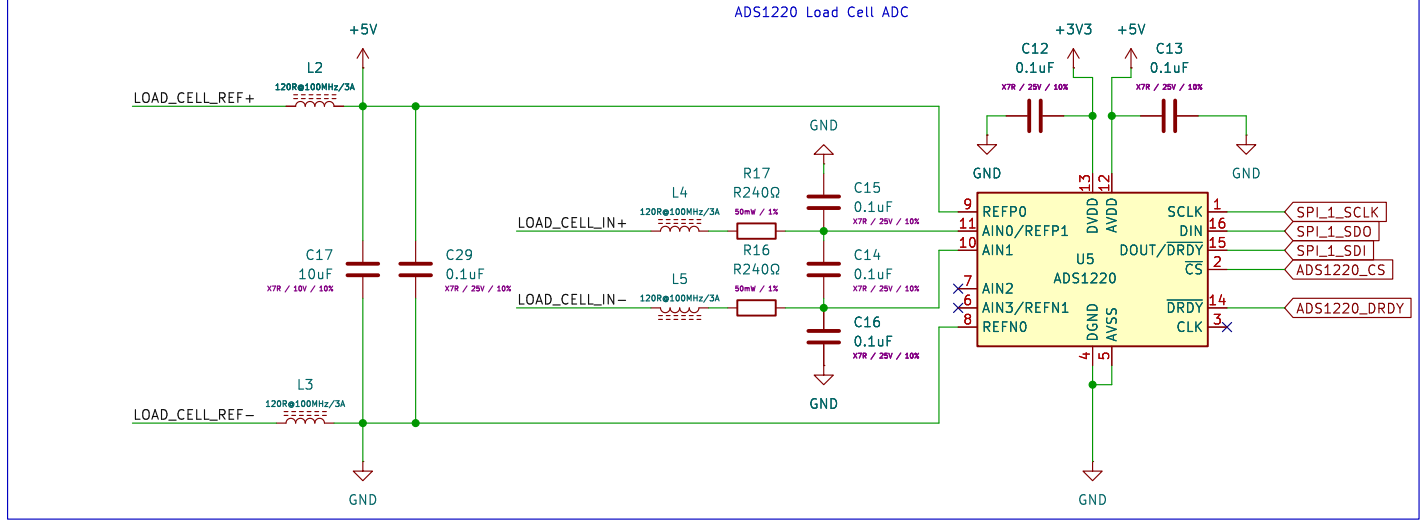 ADS1220 Load Cell ADC
+5V
L2
120R@100MHz/3A
LOAD_CELL_REF+
C17
10uF
X7R / 10V / 10%
C29
0.1uF
X7R / 25V / 10%
L3
120R@100MHz/3A
LOAD_CELL_REF-
GND
LOAD_CELL_IN+
L4
120R@100MHz/3A
R17
R240Ω
50mW / 1%
LOAD_CELL_IN-
L5
120R@100MHz/3A
R16
R240Ω
50mW / 1%
GND
C15
0.1uF
X7R / 25V / 10%
C14
0.1uF
X7R / 25V / 10%
C16
0.1uF
X7R / 25V / 10%
GND
+3V3
C12
0.1uF
X7R / 25V / 10%
GND
+5V
C13
0.1uF
X7R / 25V / 10%
GND
13 DVDD
12 AVDD
9 REFP0
11 AIN0/REFP1
10 AIN1
7 AIN2
6 AIN3/REFN1
8 REFN0
U5
ADS1220
SCLK 1 SPI_1_SCLK
DIN 16 SPI_1_SDO
DOUT/DRDY 15 SPI_1_SDI
CS 2 ADS1220_CS
DRDY 14 ADS1220_DRDY
CLK 3
DGND 4
AVSS 5
GND